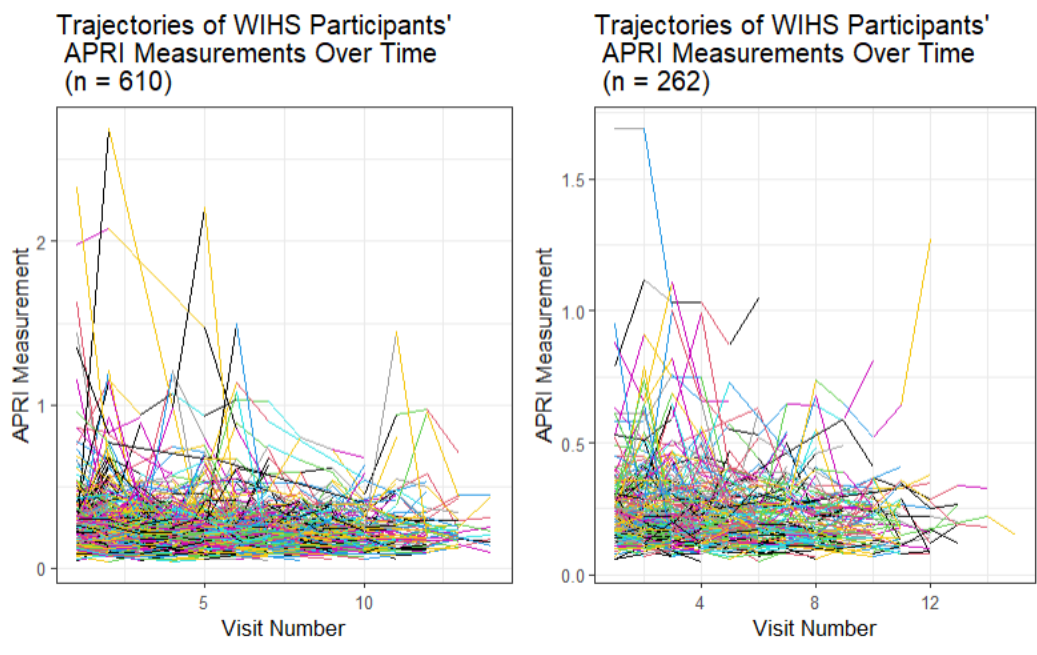 Trajectories of WIHS Participants'
APRI Measurements Over Time
(n = 610)
APRI Measurement
2
1
0
5
10
Visit Number
Trajectories of WIHS Participants'
APRI Measurements Over Time
(n = 262)
APRI Measurement
1.5
1.0
0.5
0.0
4
8
12
Visit Number